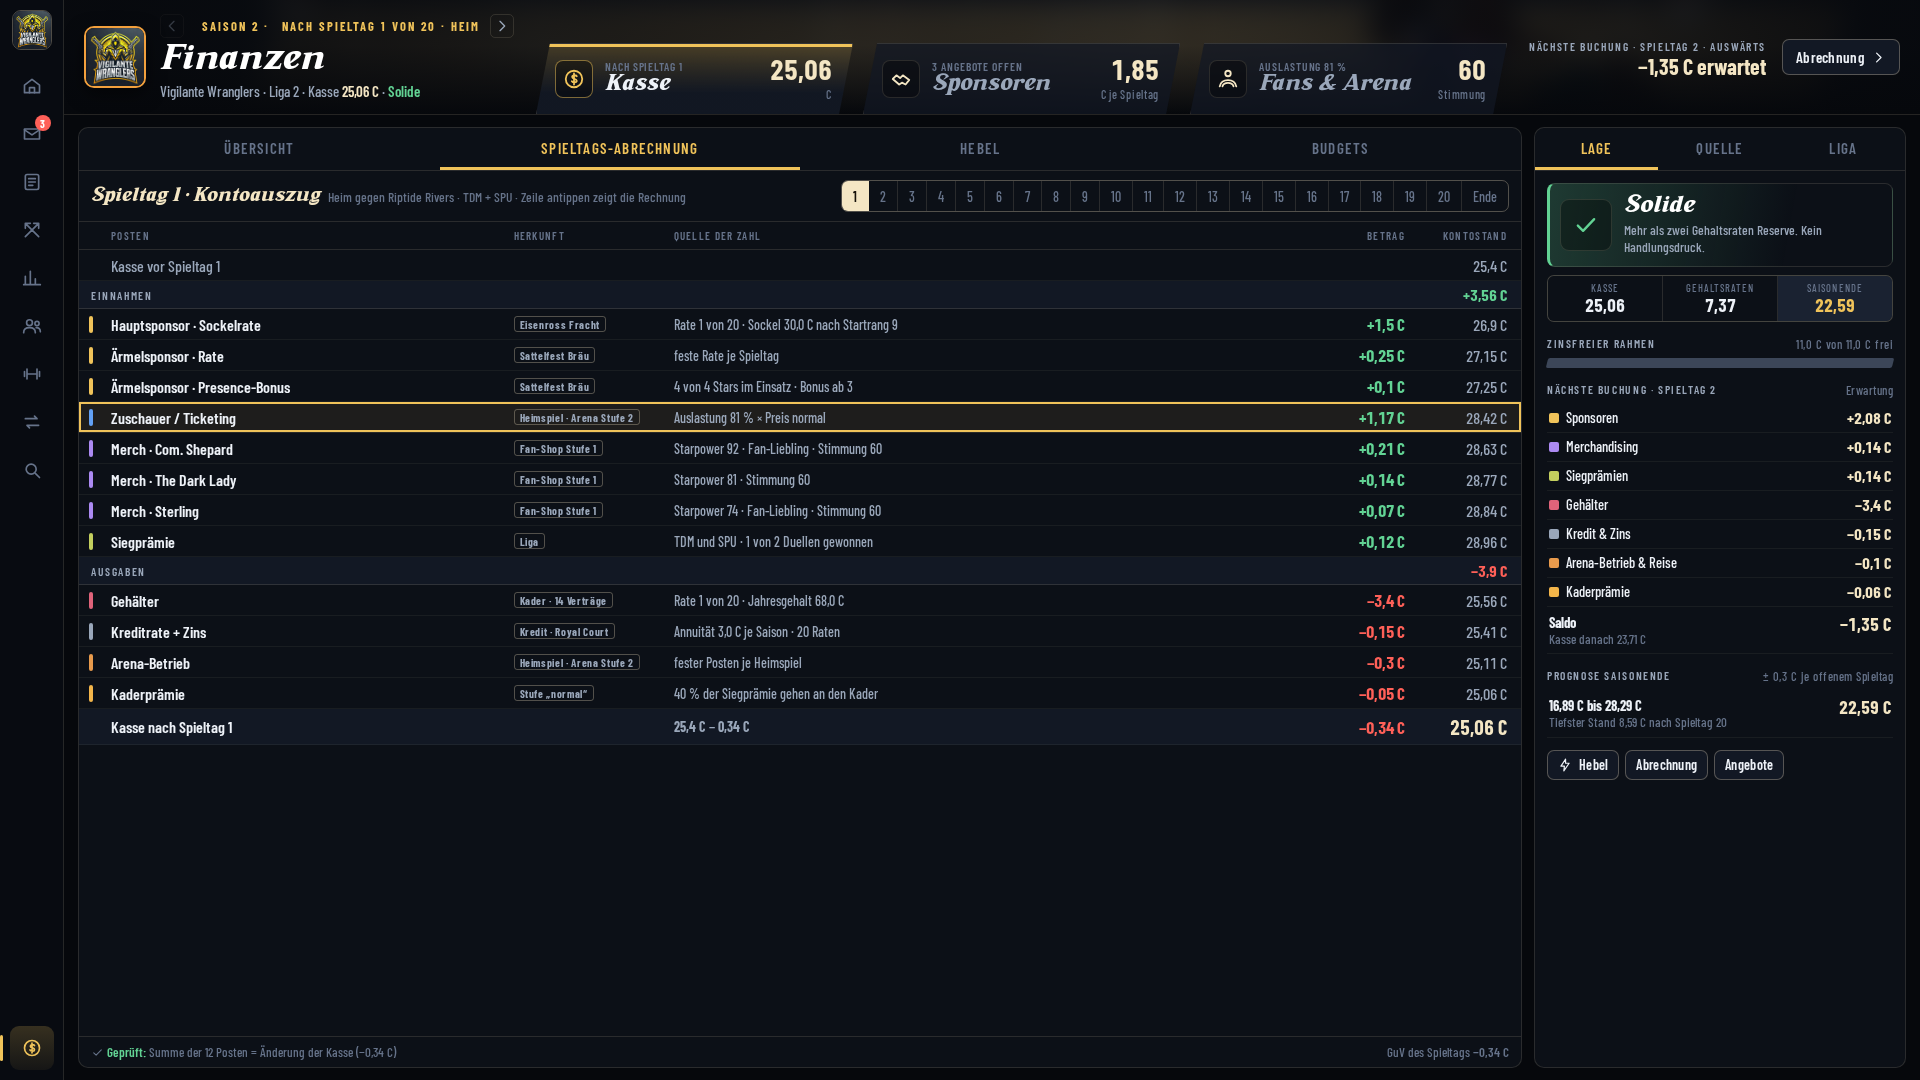 VIGILANTE WRANGLERS
3
VIGILANTE WRANGLERS
SAISON 2 · NACH SPIELTAG 1 VON 20 · HEIM
Finanzen
Vigilante Wranglers · Liga 2 · Kasse 25,06 C · Solide
NACH SPIELTAG 1
Kasse
25,06
C
3 ANGEBOTE OFFEN
Sponsoren
1,85
C je Spieltag
AUSLASTUNG 81 %
Fans & Arena
60
Stimmung
NÄCHSTE BUCHUNG · SPIELTAG 2 · AUSWÄRTS
−1,35 C erwartet
Abrechnung
ÜBERSICHT
SPIELTAGS-ABRECHNUNG
HEBEL
BUDGETS
Spieltag 1 · Kontoauszug Heim gegen Riptide Rivers · TDM + SPU · Zeile antippen zeigt die Rechnung
1 2 3 4 5 6 7 8 9 10 11 12 13 14 15 16 17 18 19 20 Ende
POSTEN HERKUNFT QUELLE DER ZAHL BETRAG KONTOSTAND
Kasse vor Spieltag 1 25,4 C
EINNAHMEN +3,56 C
Hauptsponsor · Sockelrate Eisenross Fracht Rate 1 von 20 · Sockel 30,0 C nach Startrang 9 +1,5 C 26,9 C
Ärmelsponsor · Rate Sattelfest Bräu feste Rate je Spieltag +0,25 C 27,15 C
Ärmelsponsor · Presence-Bonus Sattelfest Bräu 4 von 4 Stars im Einsatz · Bonus ab 3 +0,1 C 27,25 C
Zuschauer / Ticketing Heimspiel · Arena Stufe 2 Auslastung 81 % × Preis normal +1,17 C 28,42 C
Merch · Com. Shepard Fan-Shop Stufe 1 Starpower 92 · Fan-Liebling · Stimmung 60 +0,21 C 28,63 C
Merch · The Dark Lady Fan-Shop Stufe 1 Starpower 81 · Stimmung 60 +0,14 C 28,77 C
Merch · Sterling Fan-Shop Stufe 1 Starpower 74 · Fan-Liebling · Stimmung 60 +0,07 C 28,84 C
Siegprämie Liga TDM und SPU · 1 von 2 Duellen gewonnen +0,12 C 28,96 C
AUSGABEN −3,9 C
Gehälter Kader · 14 Verträge Rate 1 von 20 · Jahresgehalt 68,0 C −3,4 C 25,56 C
Kreditrate + Zins Kredit · Royal Court Annuität 3,0 C je Saison · 20 Raten −0,15 C 25,41 C
Arena-Betrieb Heimspiel · Arena Stufe 2 fester Posten je Heimspiel −0,3 C 25,11 C
Kaderprämie Stufe „normal“ 40 % der Siegprämie gehen an den Kader −0,05 C 25,06 C
Kasse nach Spieltag 1 25,4 C − 0,34 C −0,34 C 25,06 C
Geprüft: Summe der 12 Posten = Änderung der Kasse (−0,34 C)
GuV des Spieltags −0,34 C
LAGE
QUELLE
LIGA
Solide
Mehr als zwei Gehaltsraten Reserve. Kein
Handlungsdruck.
KASSE GEHALTSRATEN SAISONENDE
25,06 7,37 22,59
ZINSFREIER RAHMEN 11,0 C von 11,0 C frei
NÄCHSTE BUCHUNG · SPIELTAG 2 Erwartung
Sponsoren +2,08 C
Merchandising +0,14 C
Siegprämien +0,14 C
Gehälter −3,4 C
Kredit & Zins −0,15 C
Arena-Betrieb & Reise −0,1 C
Kaderprämie −0,06 C
Saldo −1,35 C
Kasse danach 23,71 C
PROGNOSE SAISONENDE ± 0,3 C je offenem Spieltag
16,89 C bis 28,29 C 22,59 C
Tiefster Stand 8,59 C nach Spieltag 20
Hebel
Abrechnung
Angebote